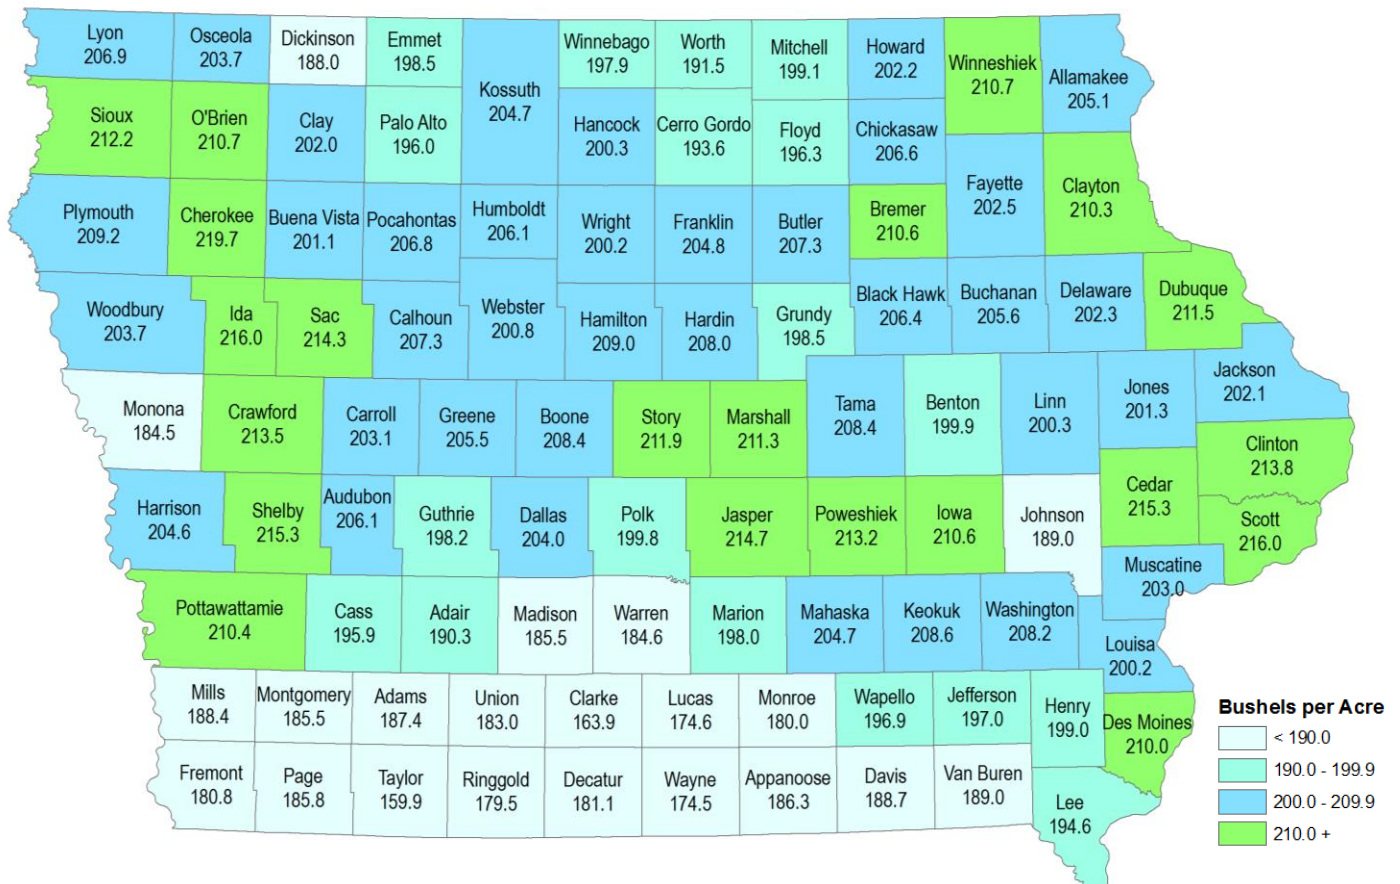 Lyon
206.9
Osceola
203.7
Dickinson
188.0
Emmet
198.5
Kossuth
204.7
Winnebago
197.9
Worth
191.5
Mitchell
199.1
Howard
202.2
Winneshiek
210.7
Allamakee
205.1
Sioux
212.2
O'Brien
210.7
Clay
202.0
Palo Alto
196.0
Hancock
200.3
Cerro Gordo
193.6
Floyd
196.3
Chickasaw
206.6
Fayette
202.5
Clayton
210.3
Plymouth
209.2
Cherokee
219.7
Buena Vista
201.1
Pocahontas
206.8
Humboldt
206.1
Wright
200.2
Franklin
204.8
Butler
207.3
Bremer
210.6
Woodbury
203.7
Ida
216.0
Sac
214.3
Calhoun
207.3
Webster
200.8
Hamilton
209.0
Hardin
208.0
Grundy
198.5
Black Hawk
206.4
Buchanan
205.6
Delaware
202.3
Dubuque
211.5
Monona
184.5
Crawford
213.5
Carroll
203.1
Greene
205.5
Boone
208.4
Story
211.9
Marshall
211.3
Tama
208.4
Benton
199.9
Linn
200.3
Jones
201.3
Jackson
202.1
Clinton
213.8
Harrison
204.6
Shelby
215.3
Audubon
206.1
Guthrie
198.2
Dallas
204.0
Polk
199.8
Jasper
214.7
Poweshiek
213.2
Iowa
210.6
Johnson
189.0
Cedar
215.3
Scott
216.0
Muscatine
203.0
Pottawattamie
210.4
Cass
195.9
Adair
190.3
Madison
185.5
Warren
184.6
Marion
198.0
Mahaska
204.7
Keokuk
208.6
Washington
208.2
Louisa
200.2
Mills
188.4
Montgomery
185.5
Adams
187.4
Union
183.0
Clarke
163.9
Lucas
174.6
Monroe
180.0
Wapello
196.9
Jefferson
197.0
Henry
199.0
Des Moines
210.0
Fremont
180.8
Page
185.8
Taylor
159.9
Ringgold
179.5
Decatur
181.1
Wayne
174.5
Appanoose
186.3
Davis
188.7
Van Buren
189.0
Lee
194.6
Bushels per Acre
< 190.0
190.0 - 199.9
200.0 - 209.9
210.0 +